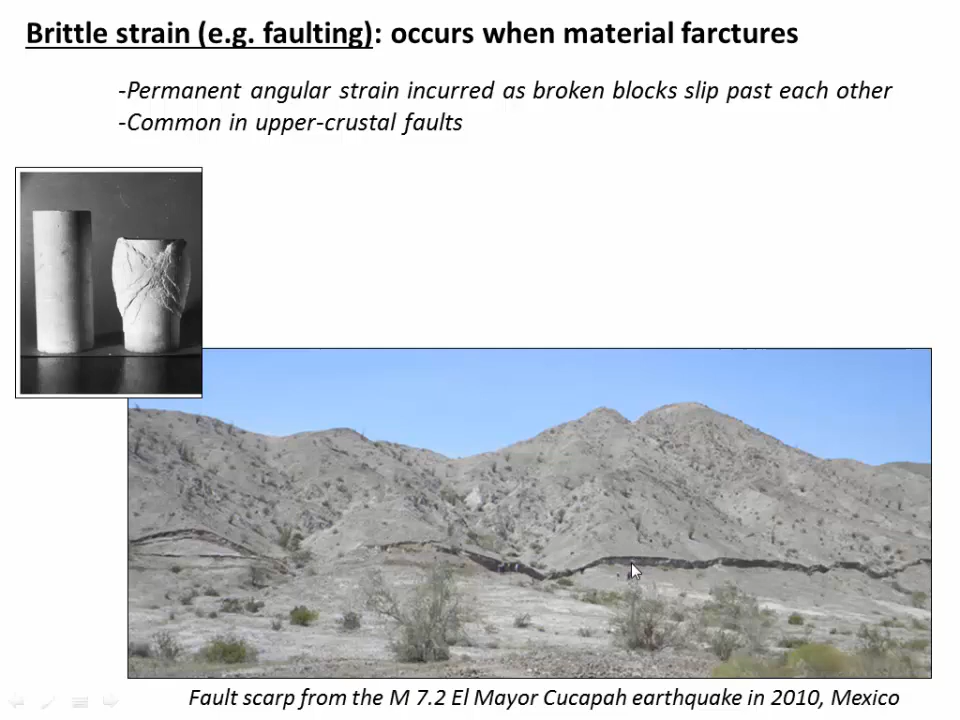 Brittle strain (e.g. faulting): occurs when material farctures
-Permanent angular strain incurred as broken blocks slip past each other
-Common in upper-crustal faults
Fault scarp from the M 7.2 El Mayor Cucapah earthquake in 2010, Mexico